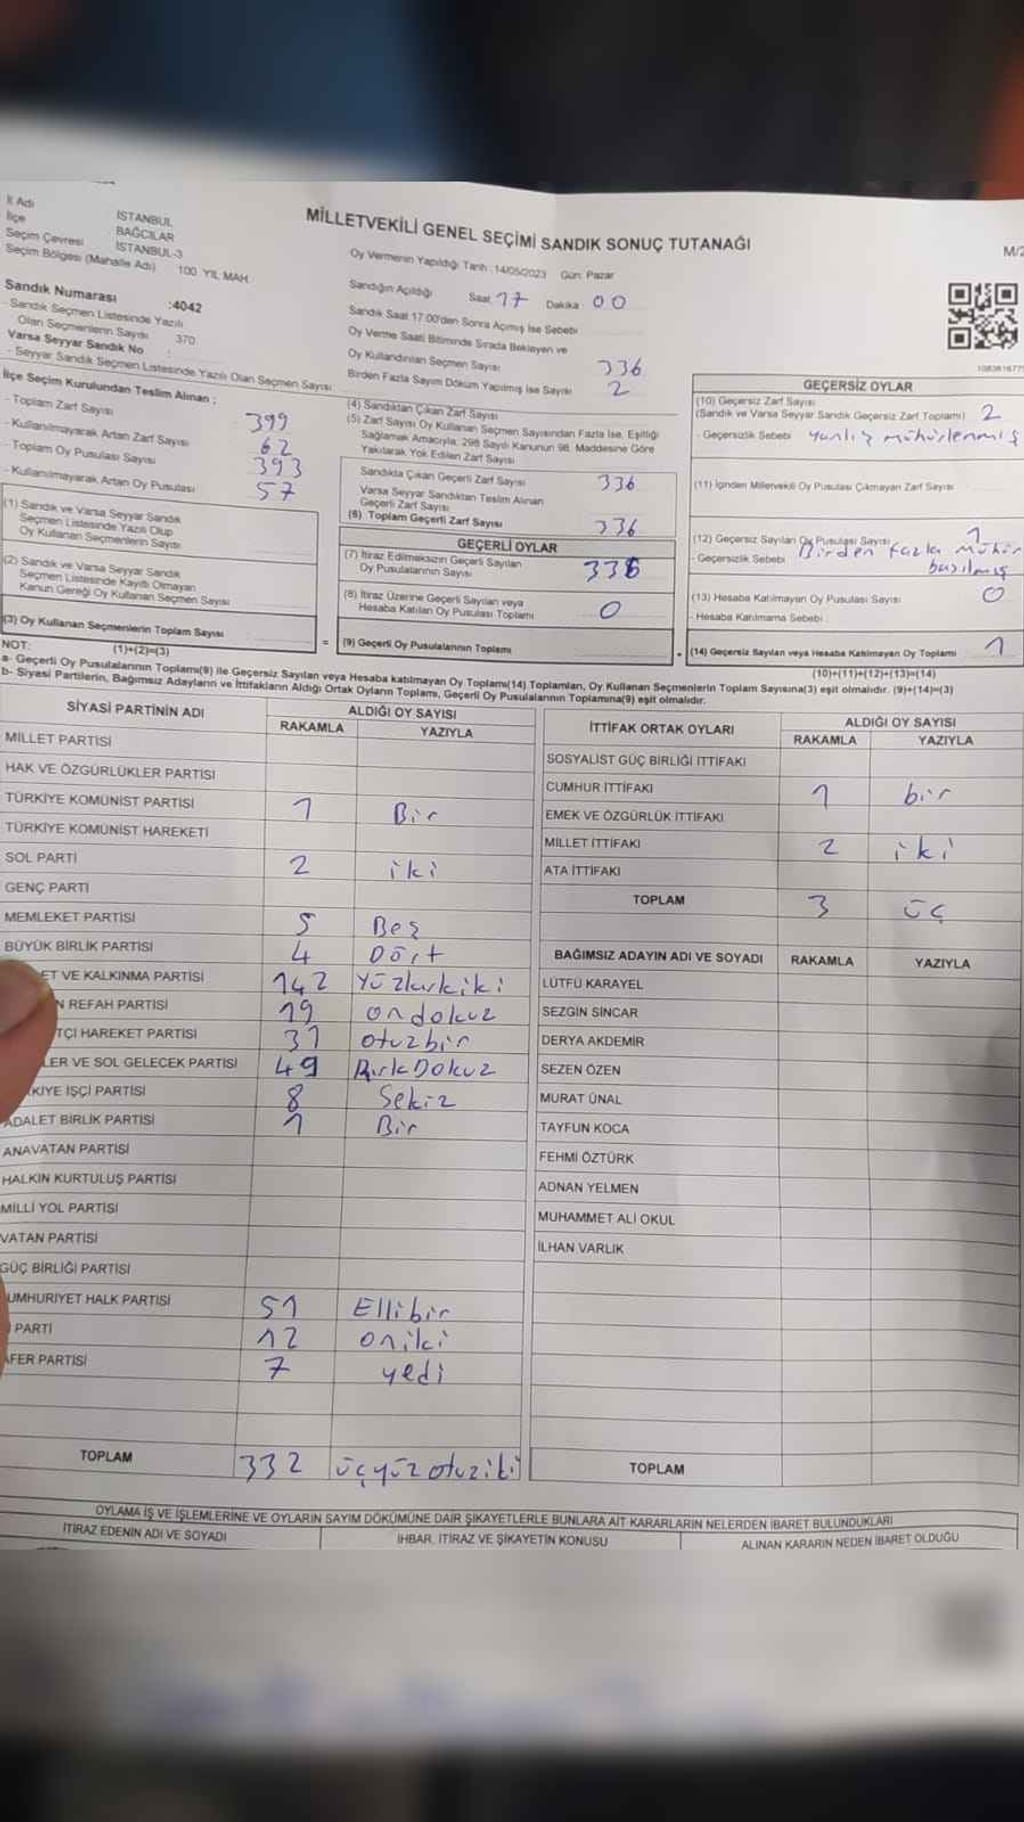 İl Adı İSTANBUL
İlçe BAĞCILAR
Seçim Çevresi İSTANBUL-3
Seçim Bölgesi (Mahalle Adı) 100. YIL MAH.
MİLLETVEKİLİ GENEL SEÇİMİ SANDIK SONUÇ TUTANAĞI
M/2
Oy Vermenin Yapıldığı Tarih :14/05/2023 Gün: Pazar
Sandığın Açıldığı Saat: 17 Dakika: 00
Sandık Saat 17.00'den Sonra Açımış İse Sebebi
Oy Verme Saati Bitiminde Sırada Bekleyen ve
Oy Kullandırılan Seçmen Sayısı 336
Birden Fazla Sayım Döküm Yapılmış İse Sayısı 2
Sandık Numarası :4042
- Sandık Seçmen Listesinde Yazılı
Olan Seçmenlerin Sayısı 370
Varsa Seyyar Sandık No :
- Seyyar Sandık Seçmen Listesinde Yazılı Olan Seçmen Sayısı:
İlçe Seçim Kurulundan Teslim Alınan :
- Toplam Zarf Sayısı 399
- Kullanılmayarak Artan Zarf Sayısı 62
- Toplam Oy Pusulası Sayısı 393
- Kullanılmayarak Artan Oy Pusulası 57
(1) Sandık ve Varsa Seyyar Sandık
Seçmen Listesinde Yazılı Olup
Oy Kullanan Seçmenlerin Sayısı
(2) Sandık ve Varsa Seyyar Sandık
Seçmen Listesinde Kayıtlı Olmayan
Kanun Gereği Oy Kullanan Seçmen Sayısı
(3) Oy Kullanan Seçmenlerin Toplam Sayısı
(1)+(2)=(3)
(4) Sandıktan Çıkan Zarf Sayısı
(5) Zarf Sayısı Oy Kullanan Seçmen Sayısından Fazla İse, Eşitliği
Sağlamak Amacıyla, 298 Sayılı Kanunun 98. Maddesine Göre
Yakılarak Yok Edilen Zarf Sayısı
Sandıkta Çıkan Geçerli Zarf Sayısı 336
Varsa Seyyar Sandıktan Teslim Alınan
Geçerli Zarf Sayısı
(6) Toplam Geçerli Zarf Sayısı 336
GEÇERLİ OYLAR
(7) İtiraz Edilmeksizin Geçerli Sayılan
Oy Pusulalarının Sayısı
(8) İtiraz Üzerine Geçerli Sayılan veya
Hesaba Katılan Oy Pusulası Toplamı 0
= (9) Geçerli Oy Pusulalarının Toplamı +
GEÇERSİZ OYLAR
(10) Geçersiz Zarf Sayısı
(Sandık ve Varsa Seyyar Sandık Geçersiz Zarf Toplamı) 2
- Geçersizlik Sebebi yanlız mühürlenmiş
(11) İçinden Milletvekili Oy Pusulası Çıkmayan Zarf Sayısı
(12) Geçersiz Sayılan Oy Pusulası Sayısı 1
- Geçersizlik Sebebi Birden fazla mühür
basılmış
(13) Hesaba Katılmayan Oy Pusulası Sayısı 0
- Hesaba Katılmama Sebebi :
(14) Geçersiz Sayılan veya Hesaba Katılmayan Oy Toplamı 1
(10)+(11)+(12)+(13)=(14)
NOT:
a- Geçerli Oy Pusulalarının Toplamı(9) ile Geçersiz Sayılan veya Hesaba katılmayan Oy Toplamı(14) Toplamları, Oy Kullanan Seçmenlerin Toplam Sayısına(3) eşit olmalıdır. (9)+(14)=(3)
b- Siyasi Partilerin, Bağımsız Adayların ve İttifakların Aldığı Ortak Oyların Toplamı, Geçerli Oy Pusulalarının Toplamına(9) eşit olmalıdır.
SİYASİ PARTİNİN ADI ALDIĞI OY SAYISI
RAKAMLA YAZIYLA
MİLLET PARTİSİ
HAK VE ÖZGÜRLÜKLER PARTİSİ
TÜRKİYE KOMÜNİST PARTİSİ 1 Bir
TÜRKİYE KOMÜNİST HAREKETİ
SOL PARTİ 2 iki
GENÇ PARTİ
MEMLEKET PARTİSİ 5 Beş
BÜYÜK BİRLİK PARTİSİ 4 Dört
ET VE KALKINMA PARTİSİ 142 Yüzkırkiki
N REFAH PARTİSİ 19 ondokuz
TÇİ HAREKET PARTİSİ 31 otuzbir
LER VE SOL GELECEK PARTİSİ 49 KırkDokuz
KİYE İŞÇİ PARTİSİ 8 Sekiz
ADALET BİRLİK PARTİSİ 1 Bir
ANAVATAN PARTİSİ
HALKIN KURTULUŞ PARTİSİ
MİLLİ YOL PARTİSİ
VATAN PARTİSİ
GÜÇ BİRLİĞİ PARTİSİ
UMHURİYET HALK PARTİSİ 51 Ellibir
PARTİ 12 oniki
AFER PARTİSİ 7 yedi
TOPLAM 332 üçyüzotuziki
İTTİFAK ORTAK OYLARI ALDIĞI OY SAYISI
RAKAMLA YAZIYLA
SOSYALİST GÜÇ BİRLİĞİ İTTİFAKI
CUMHUR İTTİFAKI 1 bir
EMEK VE ÖZGÜRLÜK İTTİFAKI
MİLLET İTTİFAKI 2 iki
ATA İTTİFAKI
TOPLAM 3 üç
BAĞIMSIZ ADAYIN ADI VE SOYADI RAKAMLA YAZIYLA
LÜTFÜ KARAYEL
SEZGİN SİNCAR
DERYA AKDEMİR
SEZEN ÖZEN
MURAT ÜNAL
TAYFUN KOCA
FEHMİ ÖZTÜRK
ADNAN YELMEN
MUHAMMET ALİ OKUL
İLHAN VARLIK
TOPLAM
OYLAMA İŞ VE İŞLEMLERİNE VE OYLARIN SAYIM DÖKÜMÜNE DAİR ŞİKAYETLERLE BUNLARA AİT KARARLARIN NELERDEN İBARET BULUNDUKLARI
İTİRAZ EDENİN ADI VE SOYADI İHBAR, İTİRAZ VE ŞİKAYETİN KONUSU ALINAN KARARIN NEDEN İBARET OLDUĞU